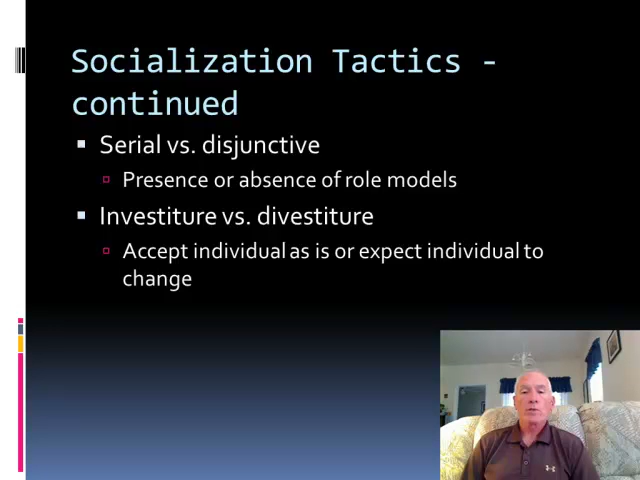 Socialization Tactics -
continued
Serial vs. disjunctive
Presence or absence of role models
Investiture vs. divestiture
Accept individual as is or expect individual to
change